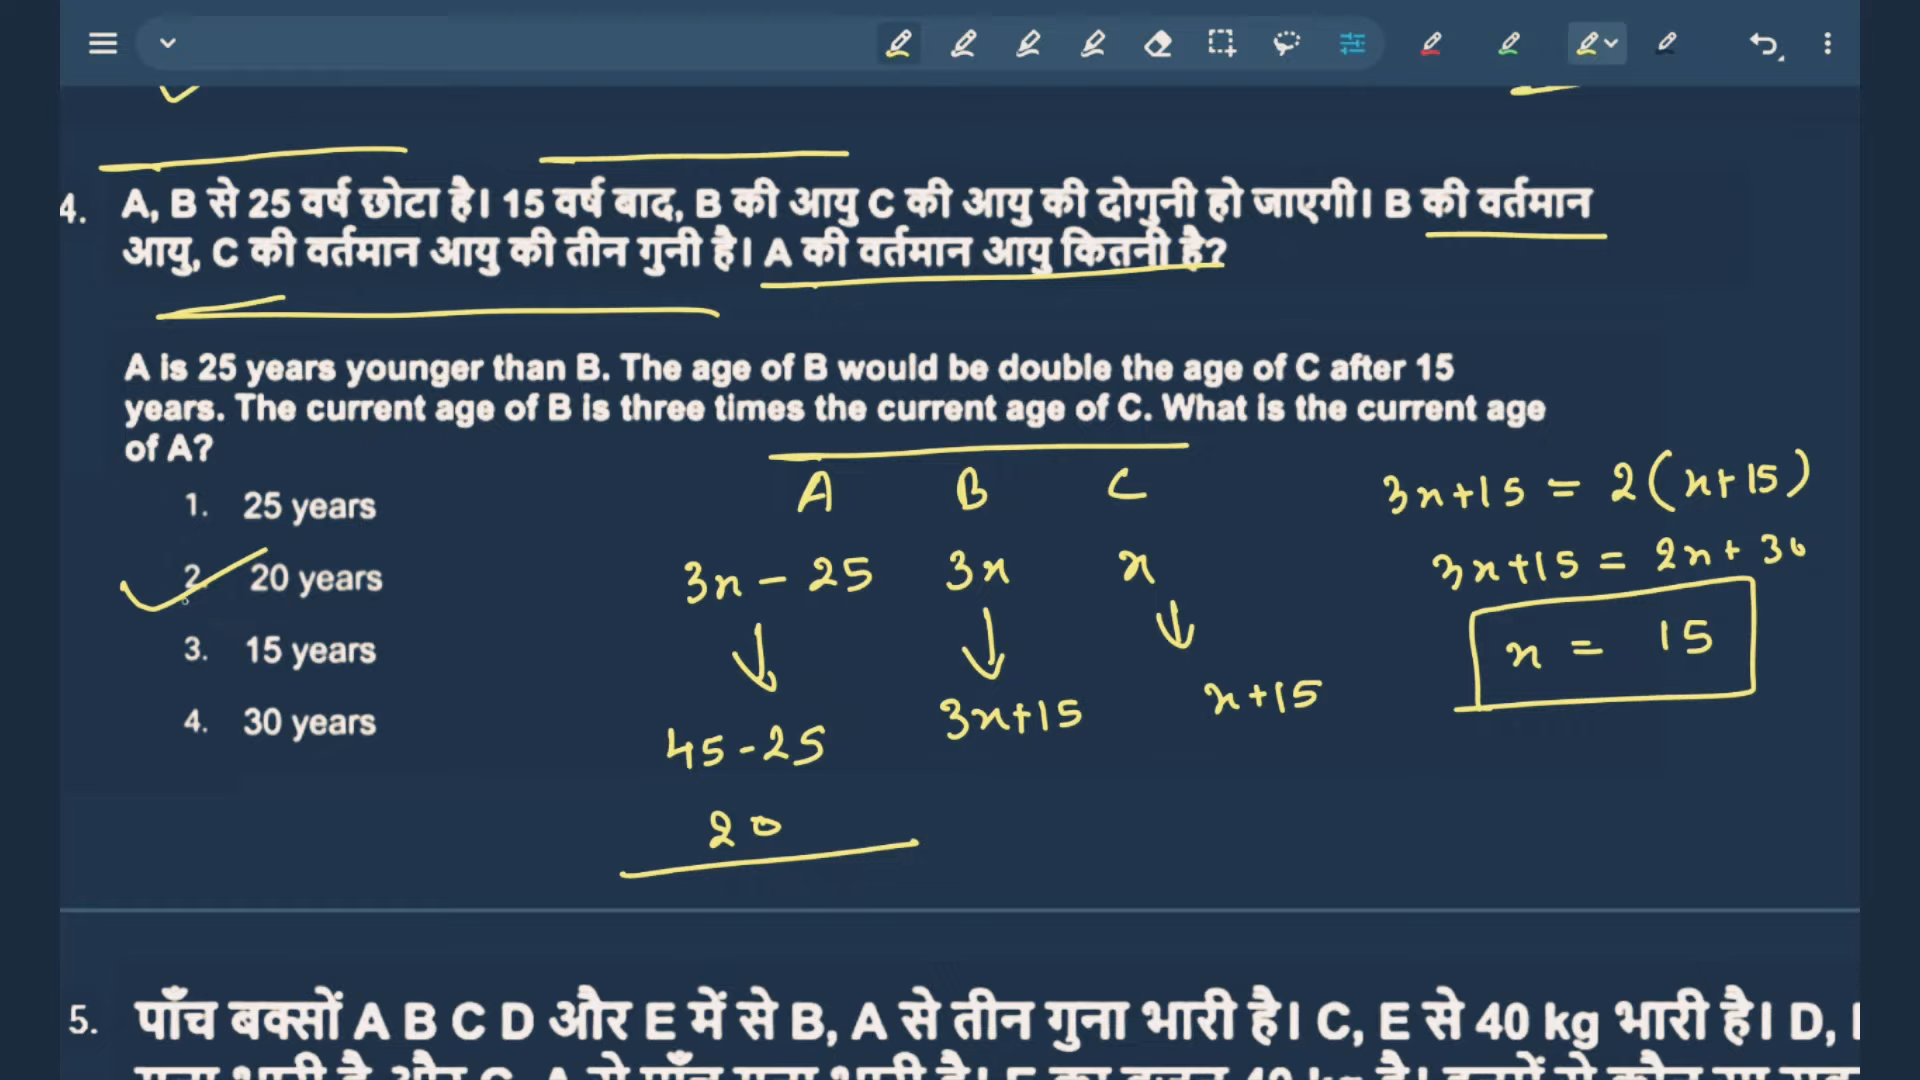 4. A, B से 25 वर्ष छोटा है। 15 वर्ष बाद, B की आयु C की आयु की दोगुनी हो जाएगी। B की वर्तमान
आयु, C की वर्तमान आयु की तीन गुनी है। A की वर्तमान आयु कितनी है?
A is 25 years younger than B. The age of B would be double the age of C after 15
years. The current age of B is three times the current age of C. What is the current age
of A?
1. 25 years
2. 20 years
3. 15 years
4. 30 years
A B C
3x - 25 3x x
45-25 3x+15 x+15
20
3x+15 = 2(x+15)
3x+15 = 2x+30
x = 15
5. पाँच बक्सों A B C D और E में से B, A से तीन गुना भारी है। C, E से 40 kg भारी है। D,